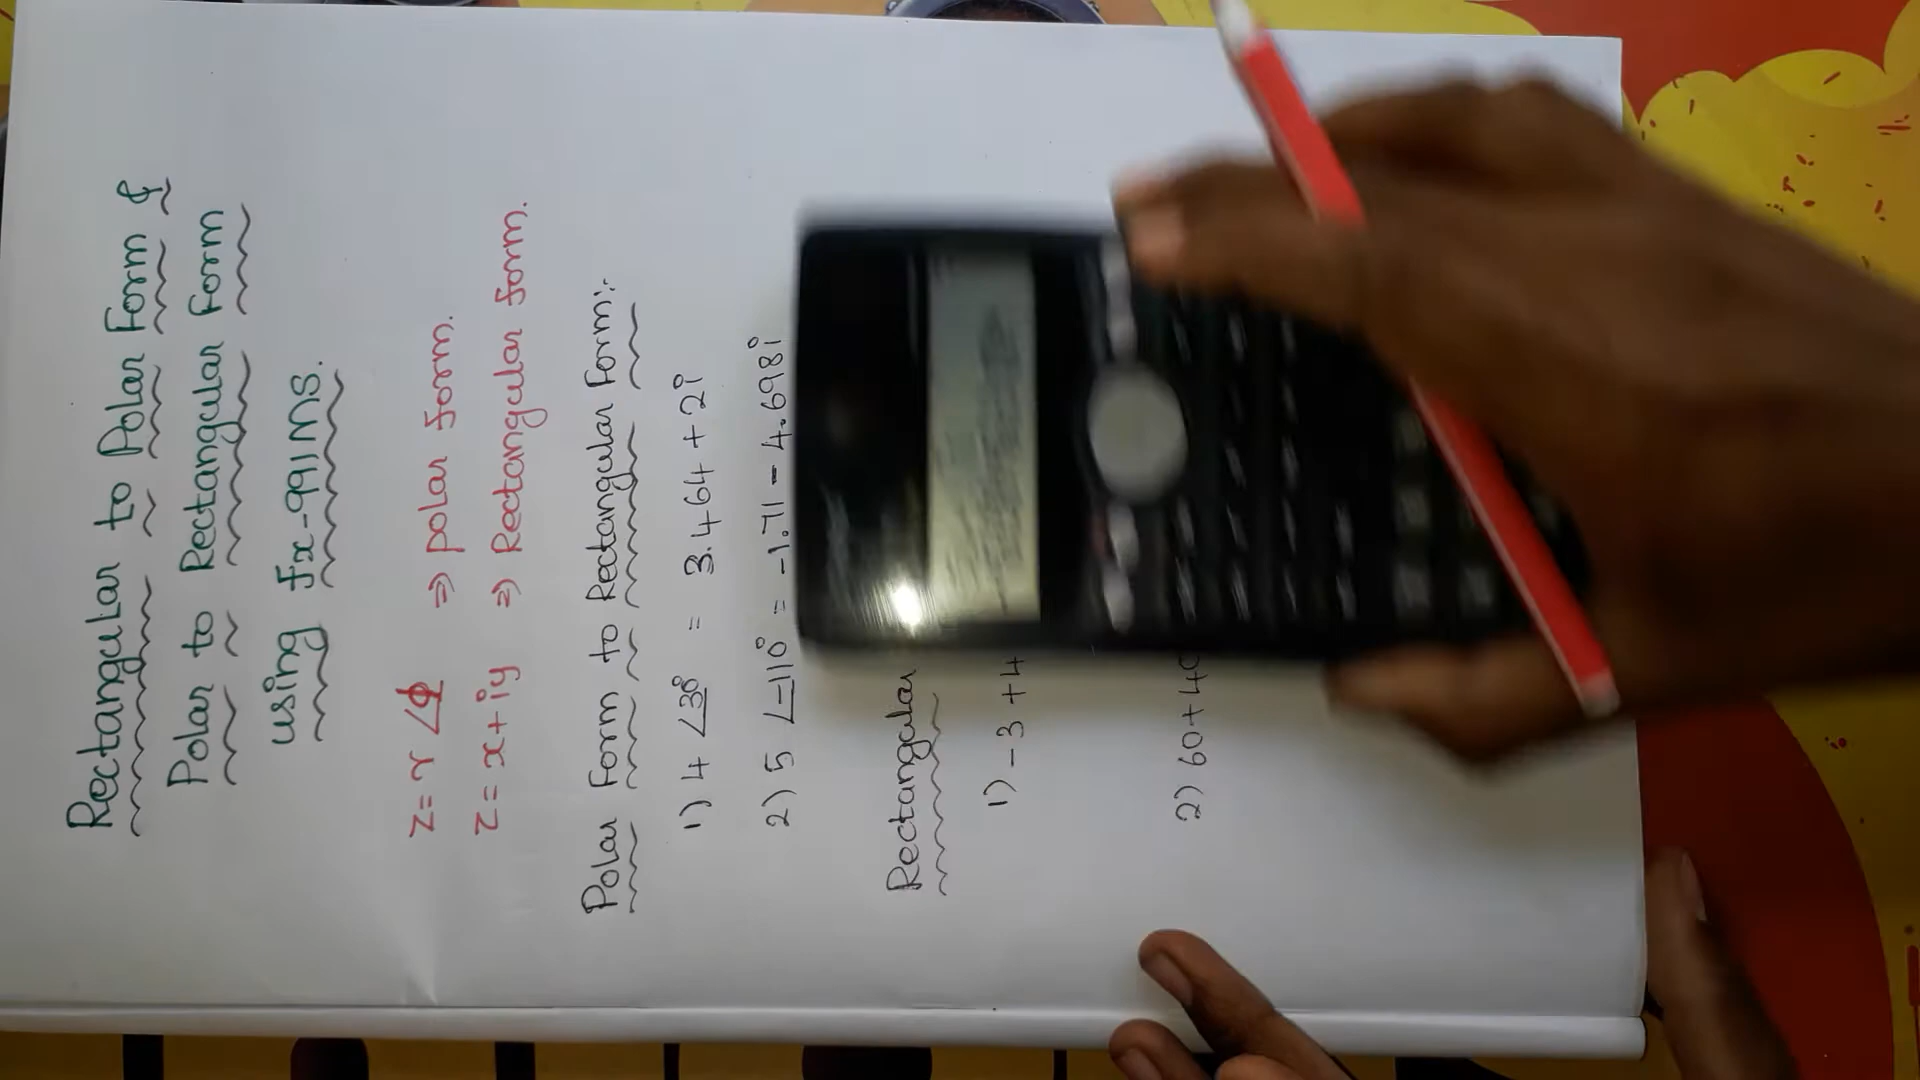 Rectangular to Polar Form &
Polar to Rectangular Form
using fx-991MS.
z = r ∠ϕ ⇒ polar form.
z = x + iy ⇒ Rectangular form.
Polar Form to Rectangular Form:-
1) 4 ∠30° = 3.464 + 2i
2) 5 ∠-110° = -1.71 - 4.698i
Rectangular
1) -3 + 4
2) 60 + 40